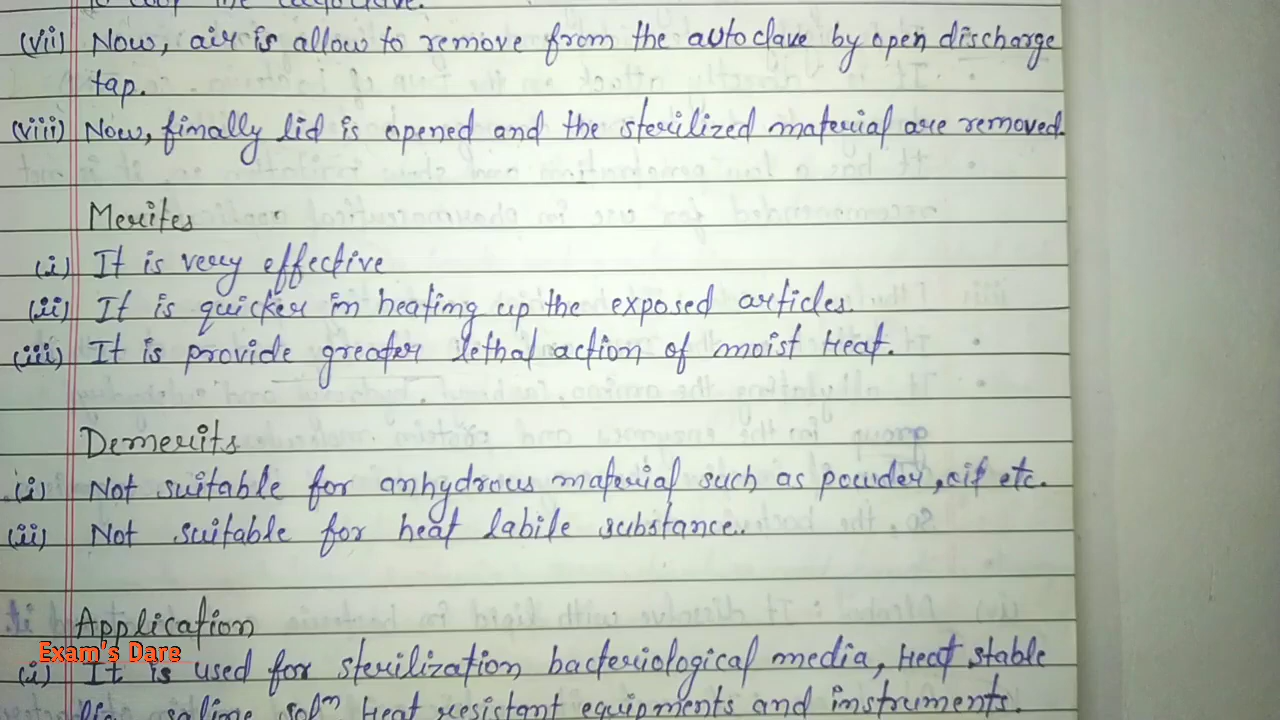 (vii) Now, air is allow to remove from the autoclave by open discharge
tap.
(viii) Now, finally lid is opened and the sterilized material are removed.
Merites
(i) It is very effective
(ii) It is quicker in heating up the exposed articles.
(iii) It is provide greater lethal action of moist Heat.
Demerits
(i) Not suitable for anhydrous material such as powder, oil etc.
(ii) Not suitable for heat labile substance.
Application
Exam's Dare
(i) It is used for sterilization bacteriological media, Heat stable
saline solⁿ Heat resistant equipments and instruments.